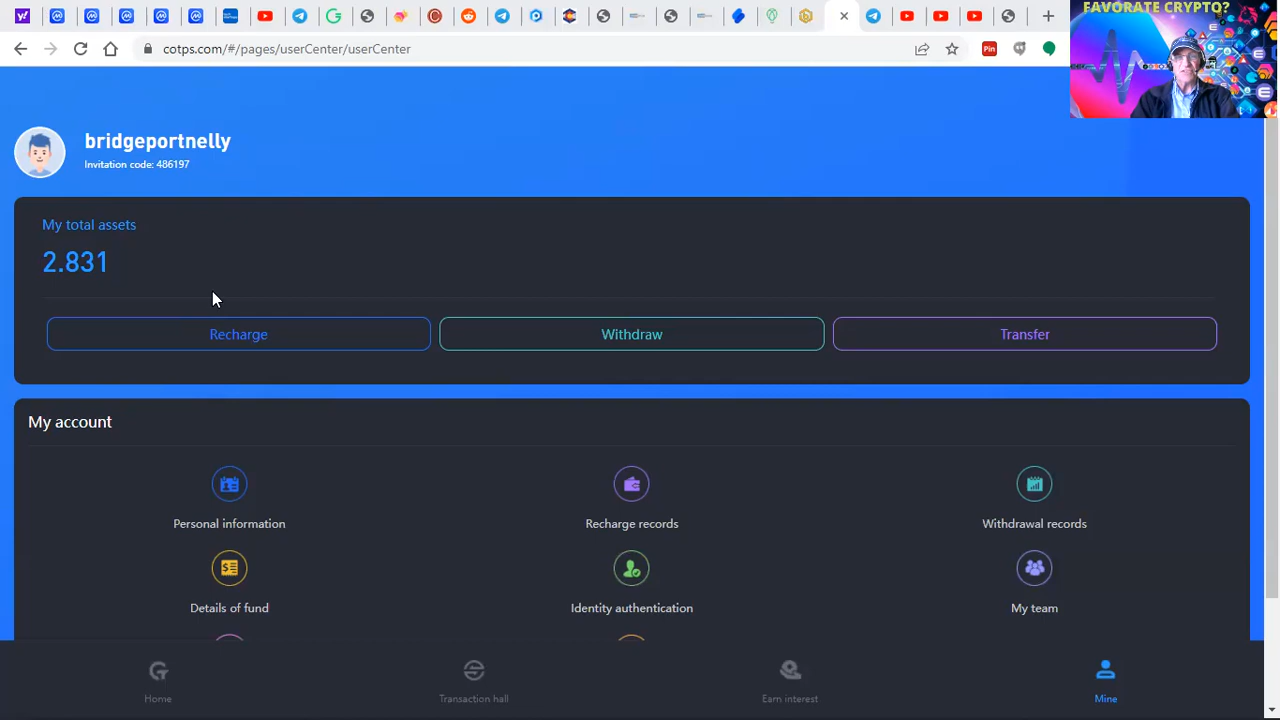 FAVORATE CRYPTO?
cotps.com/#/pages/userCenter/userCenter
Pin
bridgeportnelly
Invitation code: 486197
My total assets
2.831
Recharge
Withdraw
Transfer
My account
Personal information
Recharge records
Withdrawal records
Details of fund
Identity authentication
My team
Home
Transaction hall
Earn interest
Mine